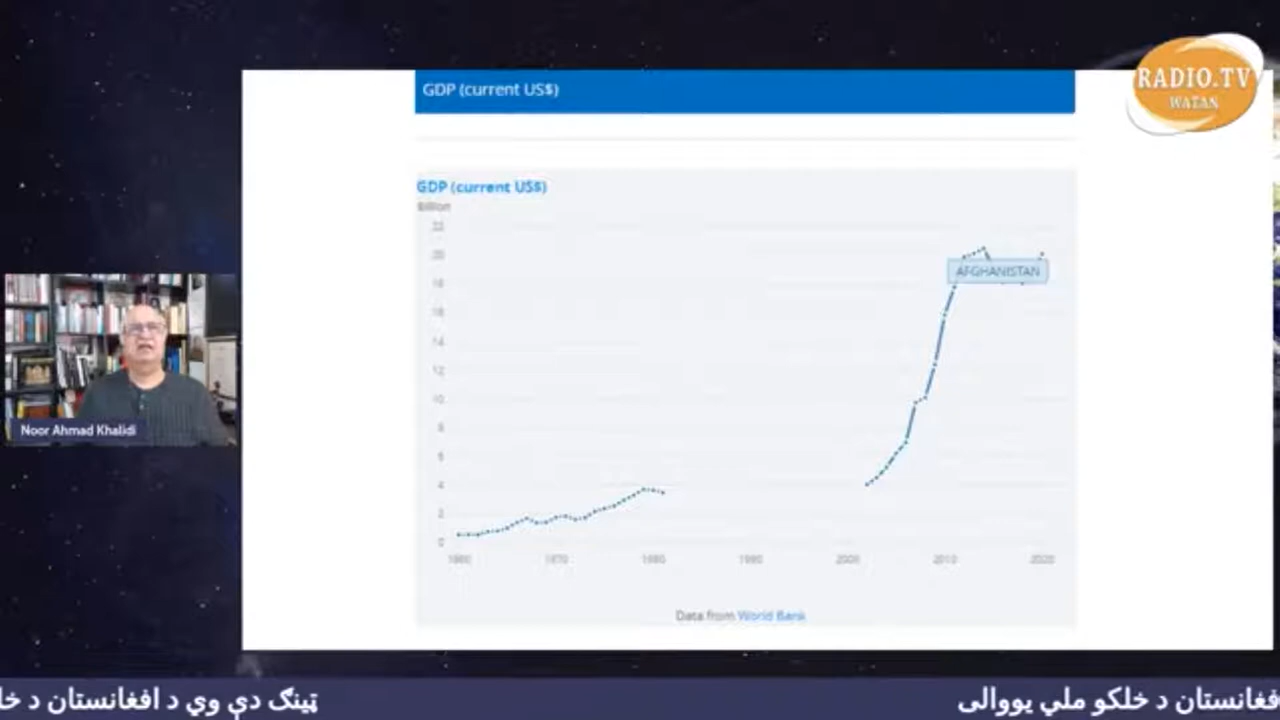 GDP (current US$)
RADIO.TV
WATAN
GDP (current US$)
Billion
22
20
AFGHANISTAN
18
16
14
12
10
8
6
4
2
0
1960 1970 1980 1990 2000 2010 2020
Data from World Bank
Noor Ahmad Khalidi
ټينګ دې وي د افغانستان د خلکو ملي يووالی